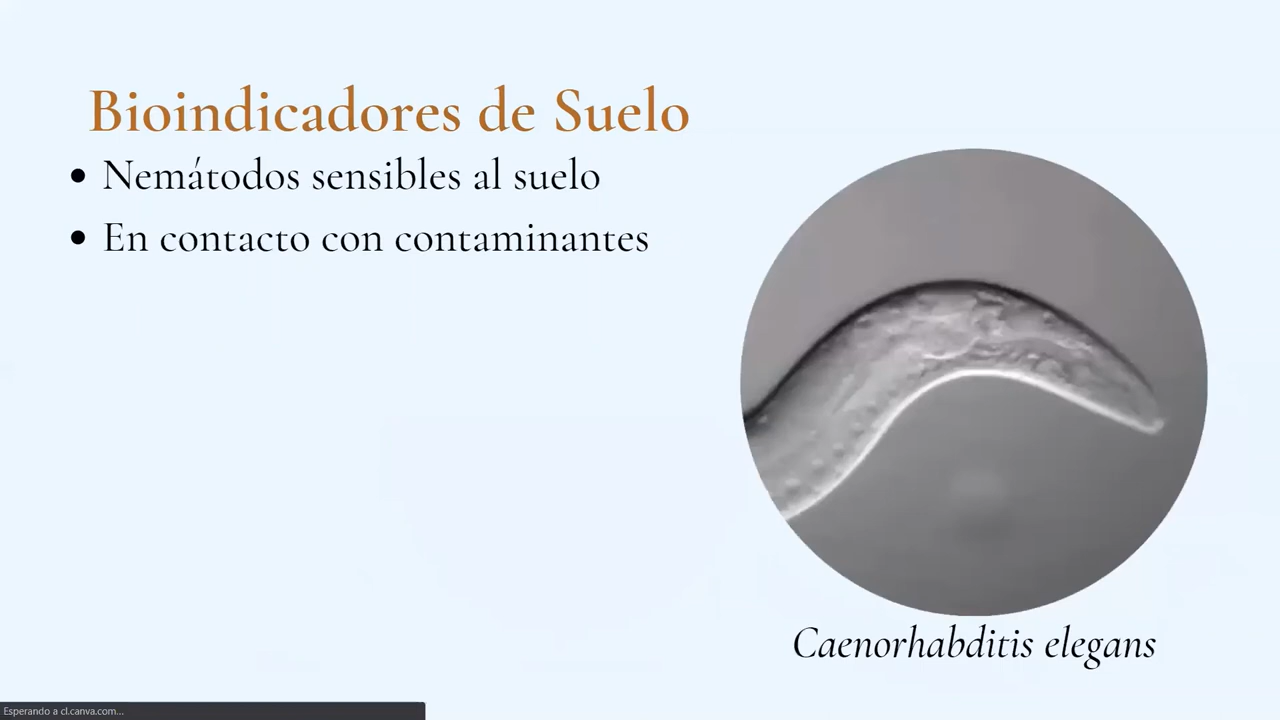 Bioindicadores de Suelo
• Nemátodos sensibles al suelo
• En contacto con contaminantes
Caenorhabditis elegans
Esperando a cl.canva.com...